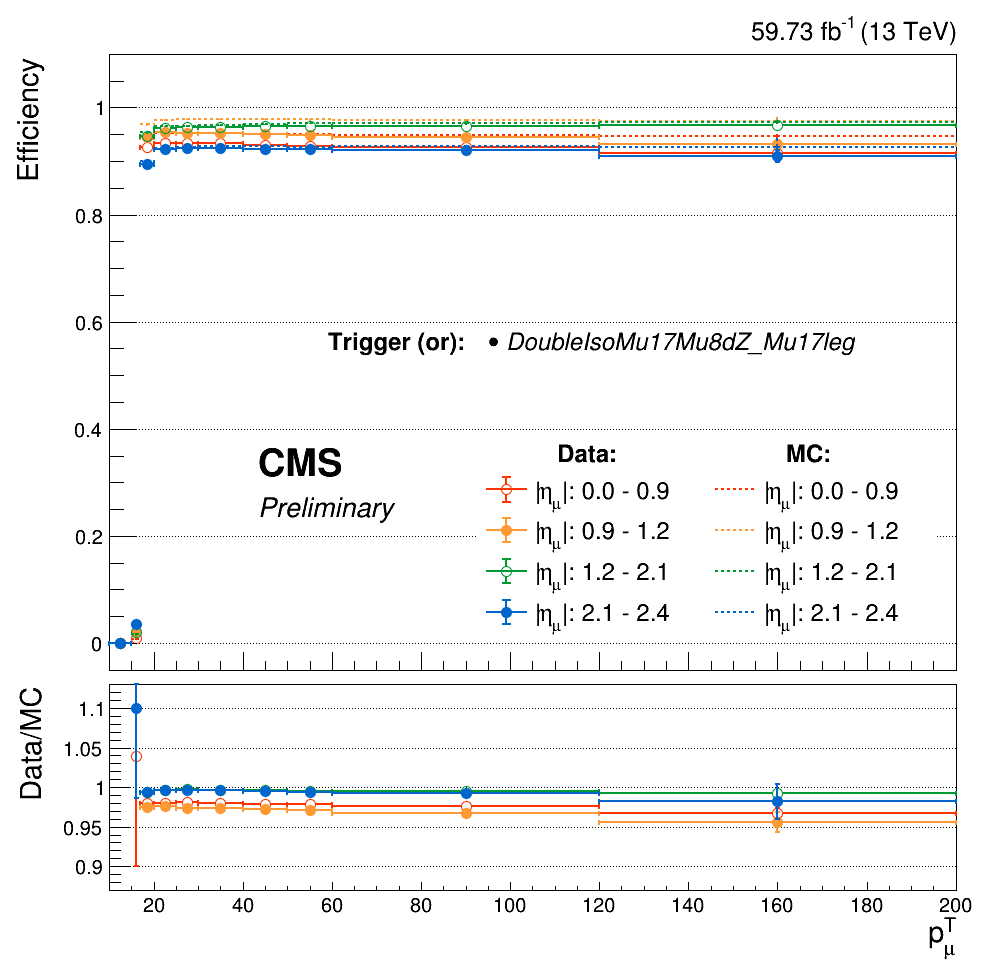 59.73 fb⁻¹ (13 TeV)
Efficiency
1
0.8
0.6
0.4
0.2
0
Trigger (or): • DoubleIsoMu17Mu8dZ_Mu17leg
CMS
Preliminary
Data: MC:
|ημ|: 0.0 - 0.9 |ημ|: 0.0 - 0.9
|ημ|: 0.9 - 1.2 |ημ|: 0.9 - 1.2
|ημ|: 1.2 - 2.1 |ημ|: 1.2 - 2.1
|ημ|: 2.1 - 2.4 |ημ|: 2.1 - 2.4
Data/MC
1.1
1.05
1
0.95
0.9
20 40 60 80 100 120 140 160 180 200
pμT